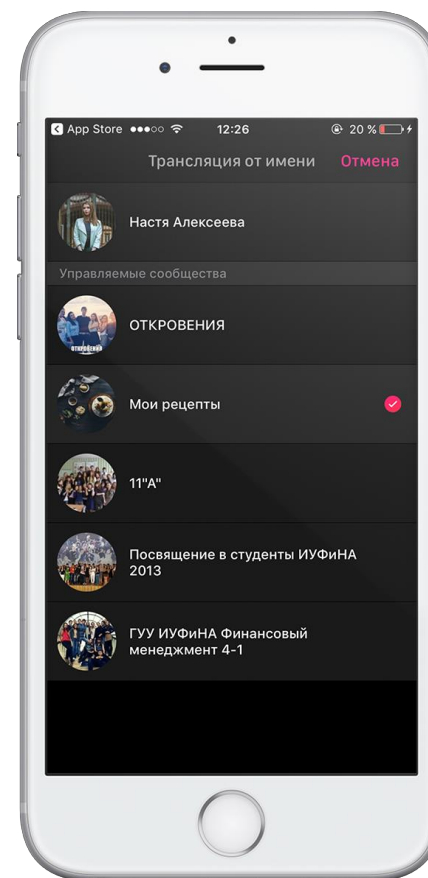 App Store 12:26 20 %
Трансляция от имени Отмена
Настя Алексеева
Управляемые сообщества
ОТКРОВЕНИЯ
ОТКРОВЕНИЯ
Мои рецепты
11"А"
Посвящение в студенты ИУФиНА
2013
ГУУ ИУФиНА Финансовый
менеджмент 4-1